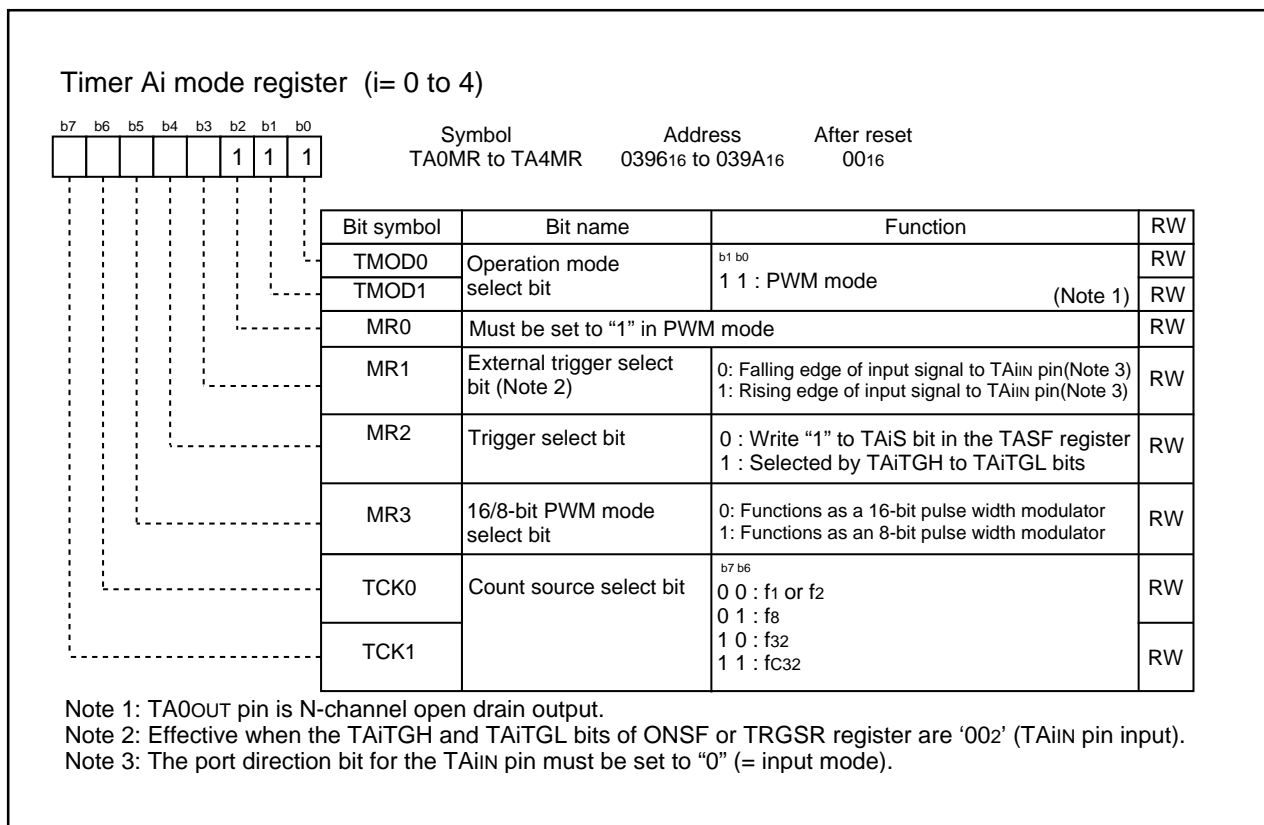 Timer Ai mode register (i= 0 to 4)
b7 b6 b5 b4 b3 b2 b1 b0
1 1 1
Symbol Address After reset
TA0MR to TA4MR 039616 to 039A16 0016
Bit symbol Bit name Function RW
TMOD0 Operation mode select bit b1 b0 RW
TMOD1 1 1 : PWM mode (Note 1) RW
MR0 Must be set to “1” in PWM mode RW
MR1 External trigger select bit (Note 2) 0: Falling edge of input signal to TAiIN pin(Note 3) RW
1: Rising edge of input signal to TAiIN pin(Note 3)
MR2 Trigger select bit 0 : Write “1” to TAiS bit in the TASF register RW
1 : Selected by TAiTGH to TAiTGL bits
MR3 16/8-bit PWM mode select bit 0: Functions as a 16-bit pulse width modulator RW
1: Functions as an 8-bit pulse width modulator
TCK0 Count source select bit b7 b6 RW
0 0 : f1 or f2
0 1 : f8
TCK1 1 0 : f32 RW
1 1 : fC32
Note 1: TA0OUT pin is N-channel open drain output.
Note 2: Effective when the TAiTGH and TAiTGL bits of ONSF or TRGSR register are ‘002’ (TAiIN pin input).
Note 3: The port direction bit for the TAiIN pin must be set to “0” (= input mode).